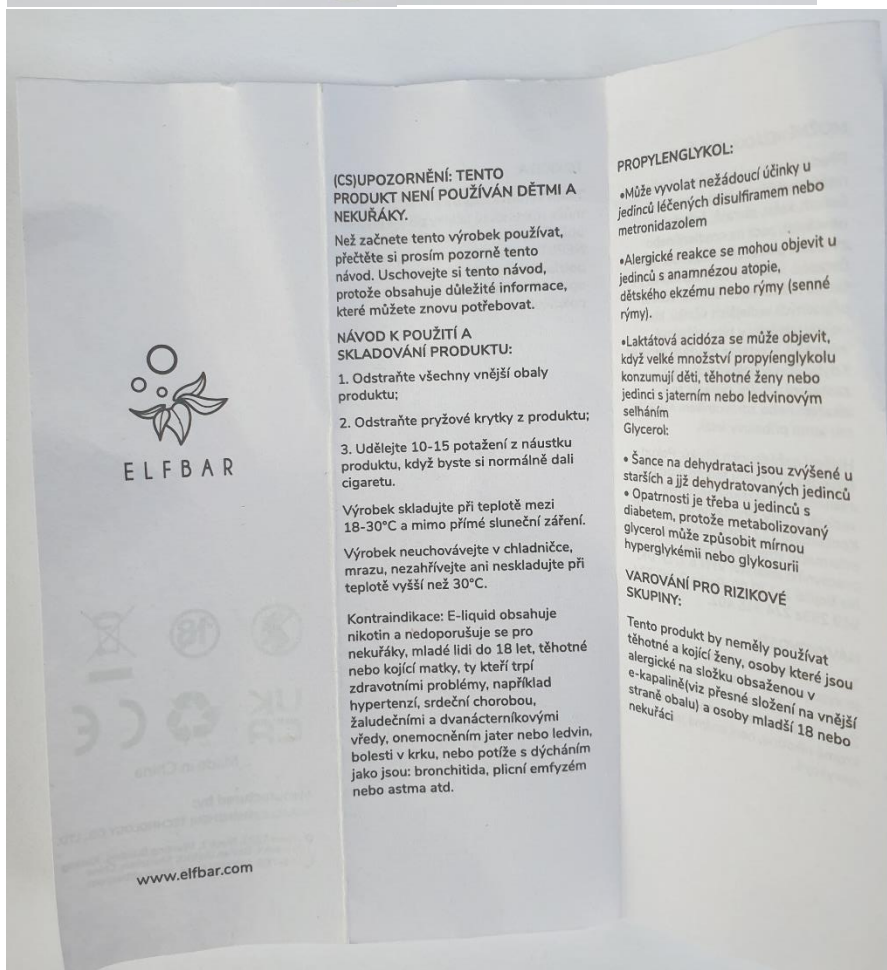 ELFBAR
www.elfbar.com
(CS)UPOZORNĚNÍ: TENTO
PRODUKT NENÍ POUŽÍVÁN DĚTMI A
NEKUŘÁKY.
Než začnete tento výrobek používat,
přečtěte si prosím pozorně tento
návod. Uschovejte si tento návod,
protože obsahuje důležité informace,
které můžete znovu potřebovat.
NÁVOD K POUŽITÍ A
SKLADOVÁNÍ PRODUKTU:
1. Odstraňte všechny vnější obaly
produktu;
2. Odstraňte pryžové krytky z produktu;
3. Udělejte 10-15 potažení z náustku
produktu, když byste si normálně dali
cigaretu.
Výrobek skladujte při teplotě mezi
18-30°C a mimo přímé sluneční záření.
Výrobek neuchovávejte v chladničce,
mrazu, nezahřívejte ani neskladujte při
teplotě vyšší než 30°C.
Kontraindikace: E-liquid obsahuje
nikotin a nedoporušuje se pro
nekuřáky, mladé lidi do 18 let, těhotné
nebo kojící matky, ty kteří trpí
zdravotními problémy, například
hypertenzí, srdeční chorobou,
žaludečními a dvanácterníkovými
vředy, onemocněním jater nebo ledvin,
bolesti v krku, nebo potíže s dýcháním
jako jsou: bronchitida, plicní emfyzém
nebo astma atd.
PROPYLENGLYKOL:
•Může vyvolat nežádoucí účinky u
jedinců léčených disulfiramem nebo
metronidazolem
•Alergické reakce se mohou objevit u
jedinců s anamnézou atopie,
dětského ekzému nebo rýmy (senné
rýmy).
•Laktátová acidóza se může objevit,
když velké množství propyíenglykolu
konzumují děti, těhotné ženy nebo
jedinci s jaterním nebo ledvinovým
selháním
Glycerol:
• Šance na dehydrataci jsou zvýšené u
starších a jjž dehydratovaných jedinců
• Opatrnosti je třeba u jedinců s
diabetem, protože metabolizovaný
glycerol může způsobit mírnou
hyperglykémii nebo glykosurii
VAROVÁNÍ PRO RIZIKOVÉ
SKUPINY:
Tento produkt by neměly používat
těhotné a kojící ženy, osoby které jsou
alergické na složku obsaženou v
e-kapalině(viz přesné složení na vnější
straně obalu) a osoby mladší 18 nebo
nekuřáci